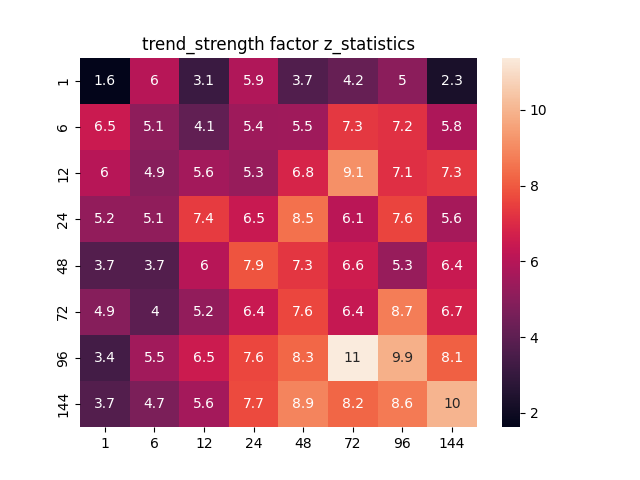 trend_strength factor z_statistics
1 1.6 6 3.1 5.9 3.7 4.2 5 2.3
6 6.5 5.1 4.1 5.4 5.5 7.3 7.2 5.8
12 6 4.9 5.6 5.3 6.8 9.1 7.1 7.3
24 5.2 5.1 7.4 6.5 8.5 6.1 7.6 5.6
48 3.7 3.7 6 7.9 7.3 6.6 5.3 6.4
72 4.9 4 5.2 6.4 7.6 6.4 8.7 6.7
96 3.4 5.5 6.5 7.6 8.3 11 9.9 8.1
144 3.7 4.7 5.6 7.7 8.9 8.2 8.6 10
1 6 12 24 48 72 96 144
10
8
6
4
2